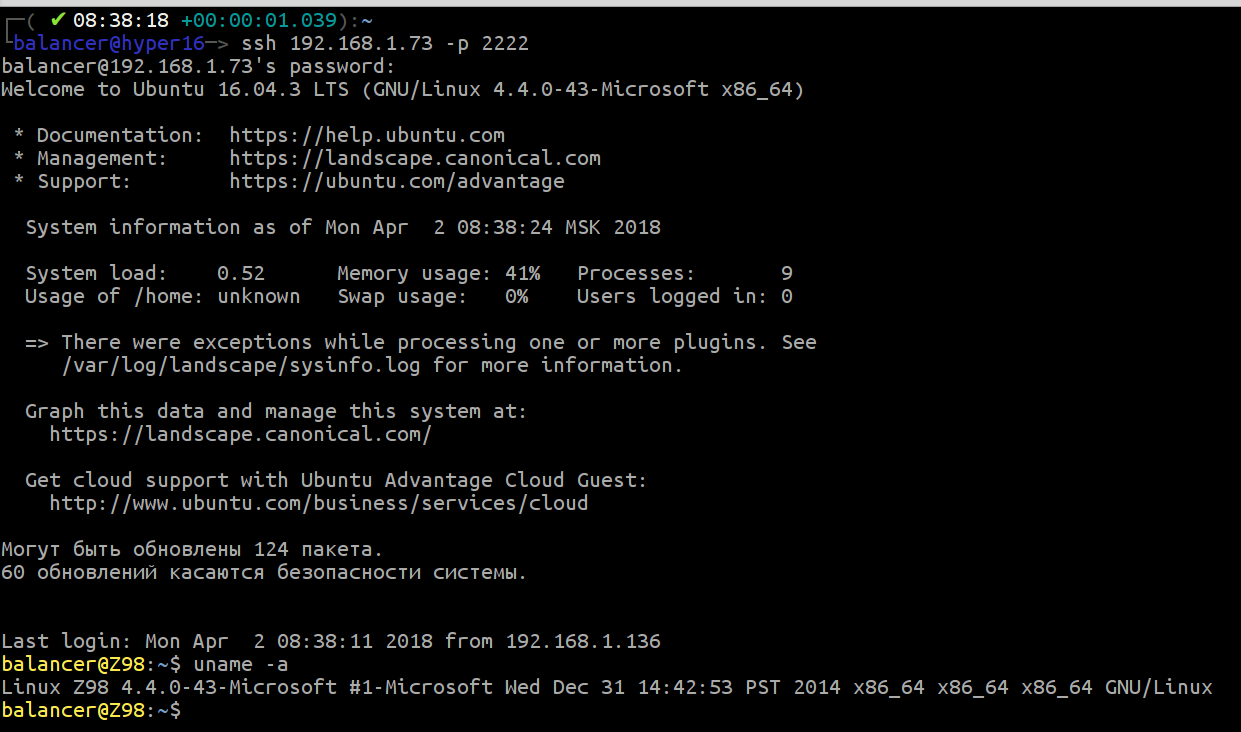 ┌─( ✔ 08:38:18 +00:00:01.039):~
└balancer@hyper16─> ssh 192.168.1.73 -p 2222
balancer@192.168.1.73's password:
Welcome to Ubuntu 16.04.3 LTS (GNU/Linux 4.4.0-43-Microsoft x86_64)

 * Documentation:  https://help.ubuntu.com
 * Management:     https://landscape.canonical.com
 * Support:        https://ubuntu.com/advantage

  System information as of Mon Apr  2 08:38:24 MSK 2018

  System load:    0.52      Memory usage: 41%   Processes:       9
  Usage of /home: unknown   Swap usage:   0%    Users logged in: 0

  => There were exceptions while processing one or more plugins. See
     /var/log/landscape/sysinfo.log for more information.

  Graph this data and manage this system at:
    https://landscape.canonical.com/

  Get cloud support with Ubuntu Advantage Cloud Guest:
    http://www.ubuntu.com/business/services/cloud

Могут быть обновлены 124 пакета.
60 обновлений касаются безопасности системы.


Last login: Mon Apr  2 08:38:11 2018 from 192.168.1.136
balancer@Z98:~$ uname -a
Linux Z98 4.4.0-43-Microsoft #1-Microsoft Wed Dec 31 14:42:53 PST 2014 x86_64 x86_64 x86_64 GNU/Linux
balancer@Z98:~$